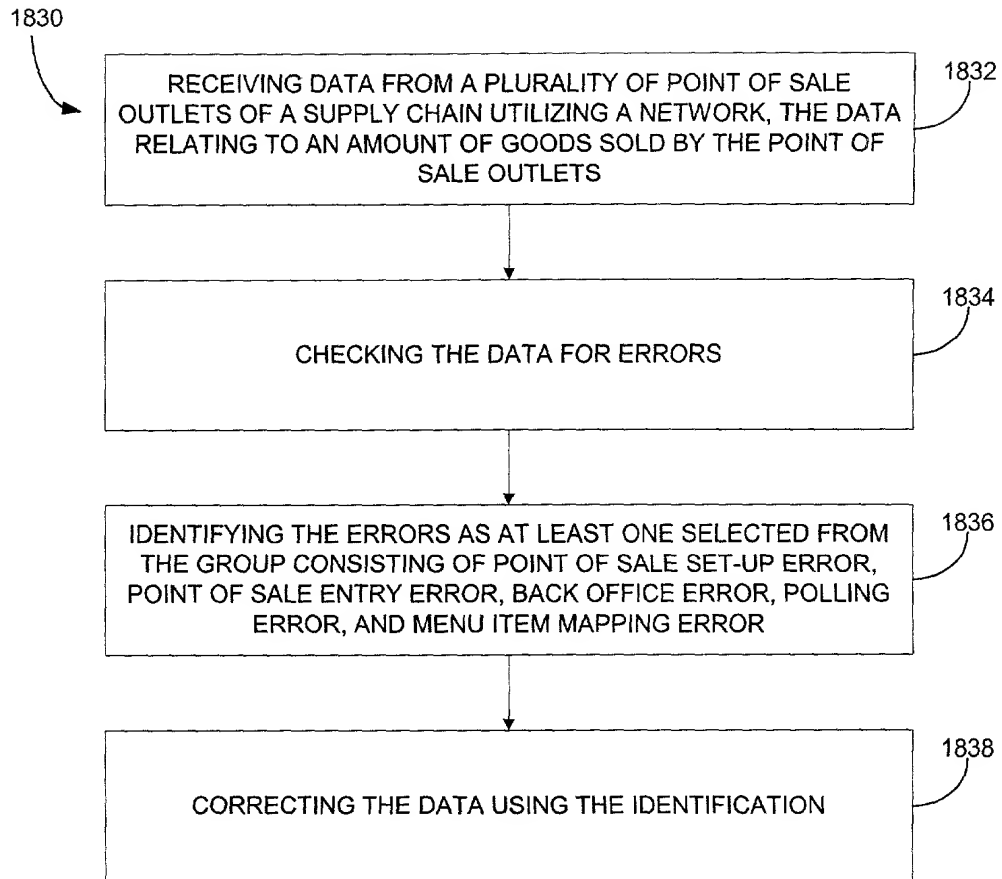 1830
RECEIVING DATA FROM A PLURALITY OF POINT OF SALE
OUTLETS OF A SUPPLY CHAIN UTILIZING A NETWORK, THE DATA
RELATING TO AN AMOUNT OF GOODS SOLD BY THE POINT OF
SALE OUTLETS
1832
CHECKING THE DATA FOR ERRORS
1834
IDENTIFYING THE ERRORS AS AT LEAST ONE SELECTED FROM
THE GROUP CONSISTING OF POINT OF SALE SET-UP ERROR,
POINT OF SALE ENTRY ERROR, BACK OFFICE ERROR, POLLING
ERROR, AND MENU ITEM MAPPING ERROR
1836
CORRECTING THE DATA USING THE IDENTIFICATION
1838